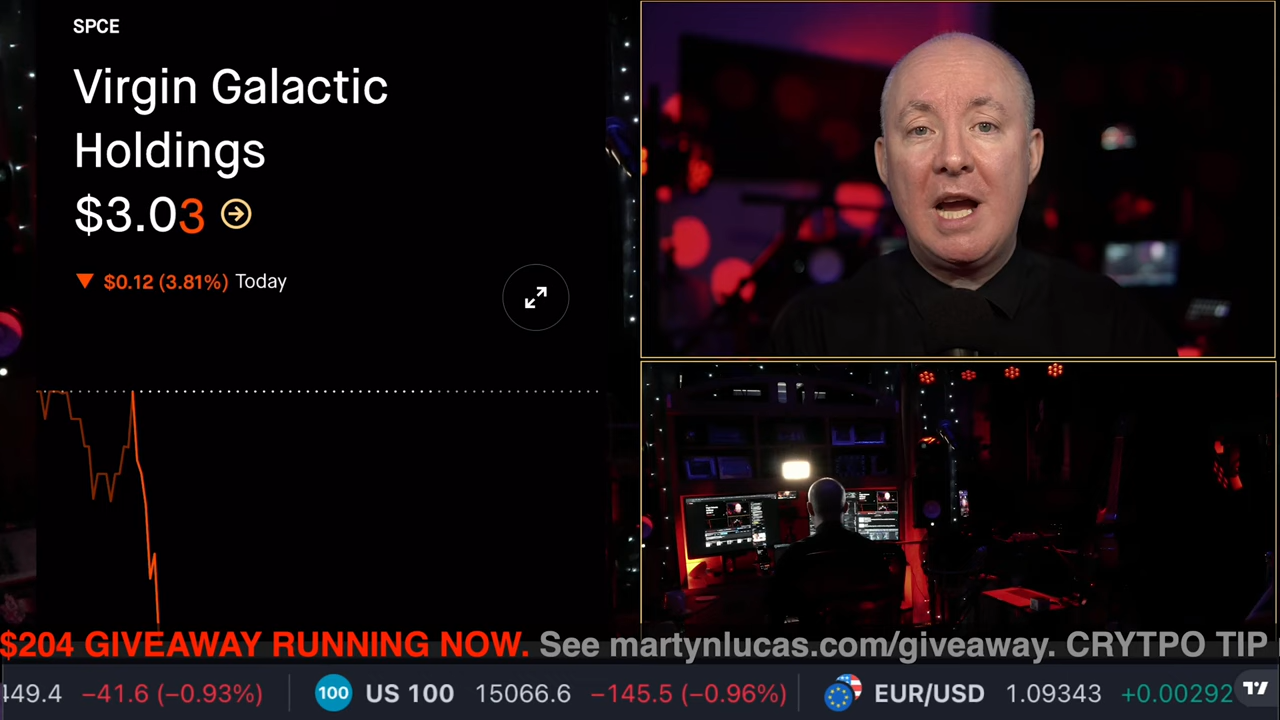 SPCE
Virgin Galactic
Holdings
$3.03
$0.12 (3.81%) Today
$204 GIVEAWAY RUNNING NOW. See martynlucas.com/giveaway. CRYTPO TIP
449.4 −41.6 (−0.93%) 100 US 100 15066.6 −145.5 (−0.96%) EUR/USD 1.09343 +0.00292